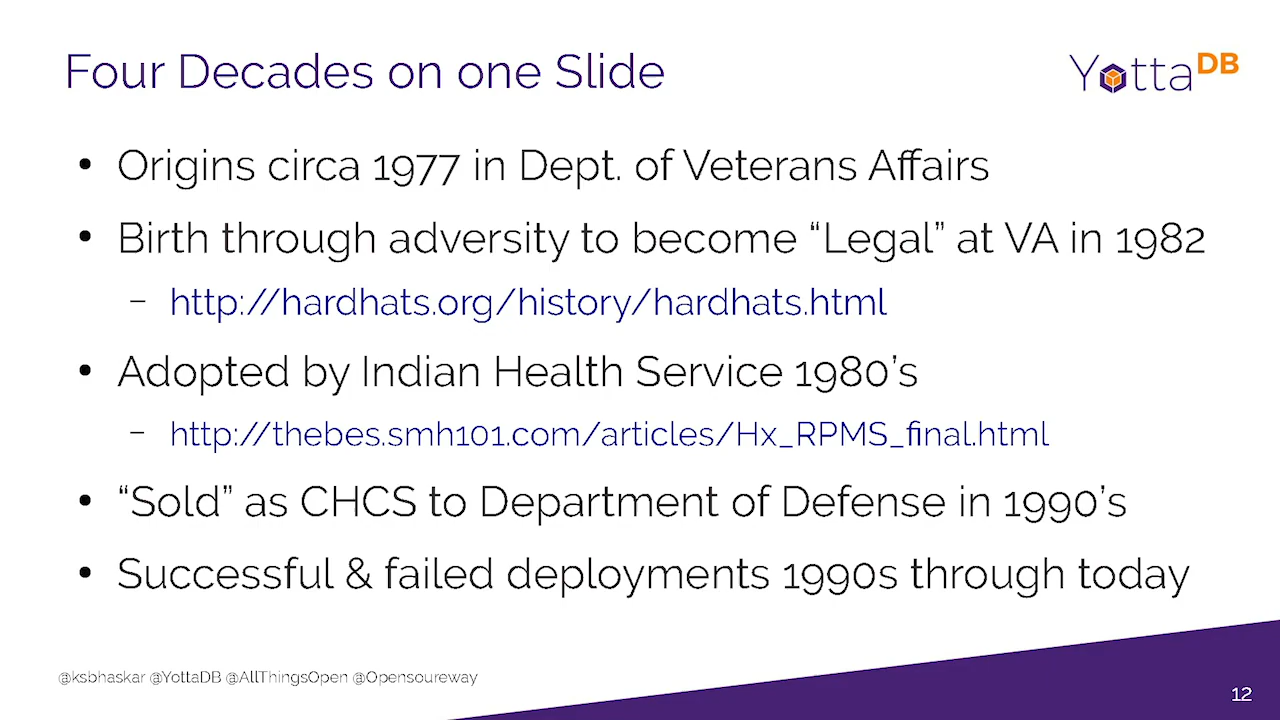 Four Decades on one Slide
YottaDB
• Origins circa 1977 in Dept. of Veterans Affairs
• Birth through adversity to become “Legal” at VA in 1982
– http://hardhats.org/history/hardhats.html
• Adopted by Indian Health Service 1980’s
– http://thebes.smh101.com/articles/Hx_RPMS_final.html
• “Sold” as CHCS to Department of Defense in 1990’s
• Successful & failed deployments 1990s through today
@ksbhaskar @YottaDB @AllThingsOpen @Opensoureway
12